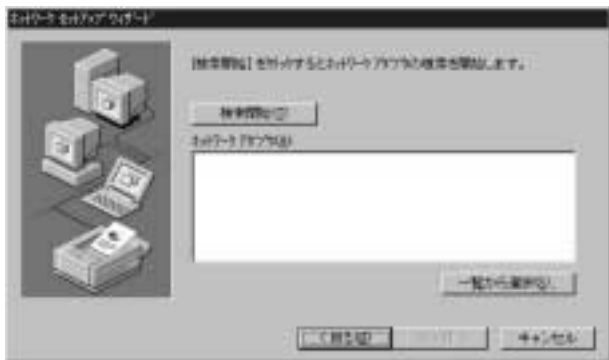 ネットワーク セットアップ ウィザード
[検索開始] をクリックするとネットワーク アダプタの検索を開始します。
検索開始(S)
ネットワーク アダプタ(A)
一覧から選択(L)...
< 戻る(B)
キャンセル